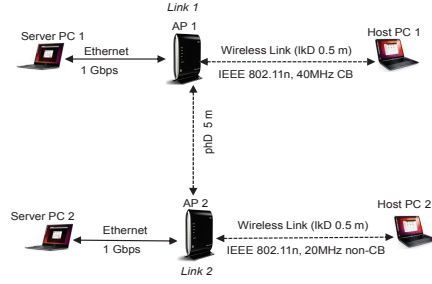 Link 1
AP 1
Server PC 1
Host PC 1
Ethernet
1 Gbps
Wireless Link (lkD 0.5 m)
IEEE 802.11n, 40MHz CB
phD 5 m
AP 2
Server PC 2
Host PC 2
Ethernet
1 Gbps
Wireless Link (lkD 0.5 m)
IEEE 802.11n, 20MHz non-CB
Link 2